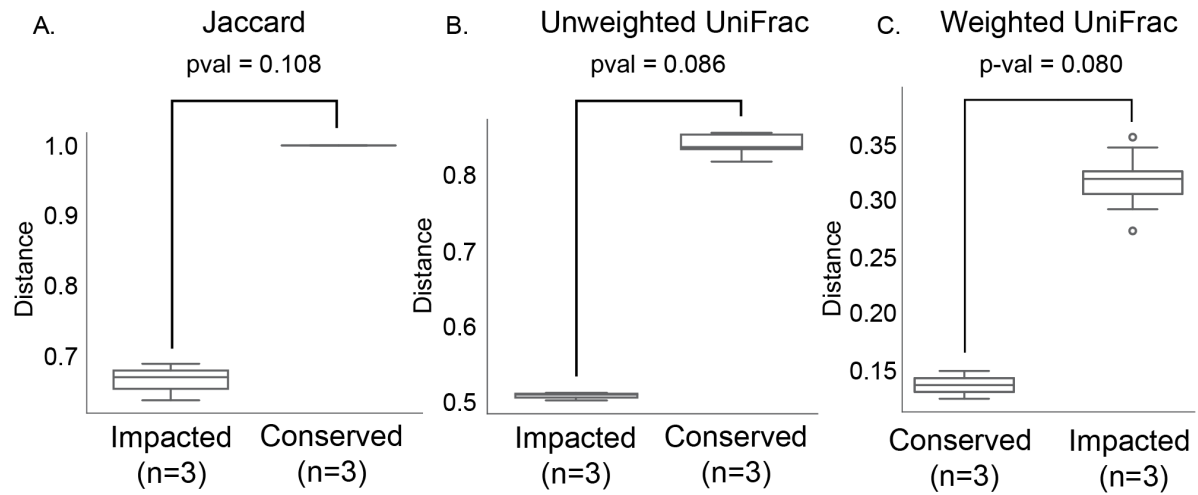 A.
Jaccard
pval = 0.108
Distance
1.0
0.9
0.8
0.7
Impacted
(n=3)
Conserved
(n=3)
B.
Unweighted UniFrac
pval = 0.086
Distance
0.8
0.7
0.6
0.5
Impacted
(n=3)
Conserved
(n=3)
C.
Weighted UniFrac
p-val = 0.080
Distance
0.35
0.30
0.25
0.20
0.15
Conserved
(n=3)
Impacted
(n=3)